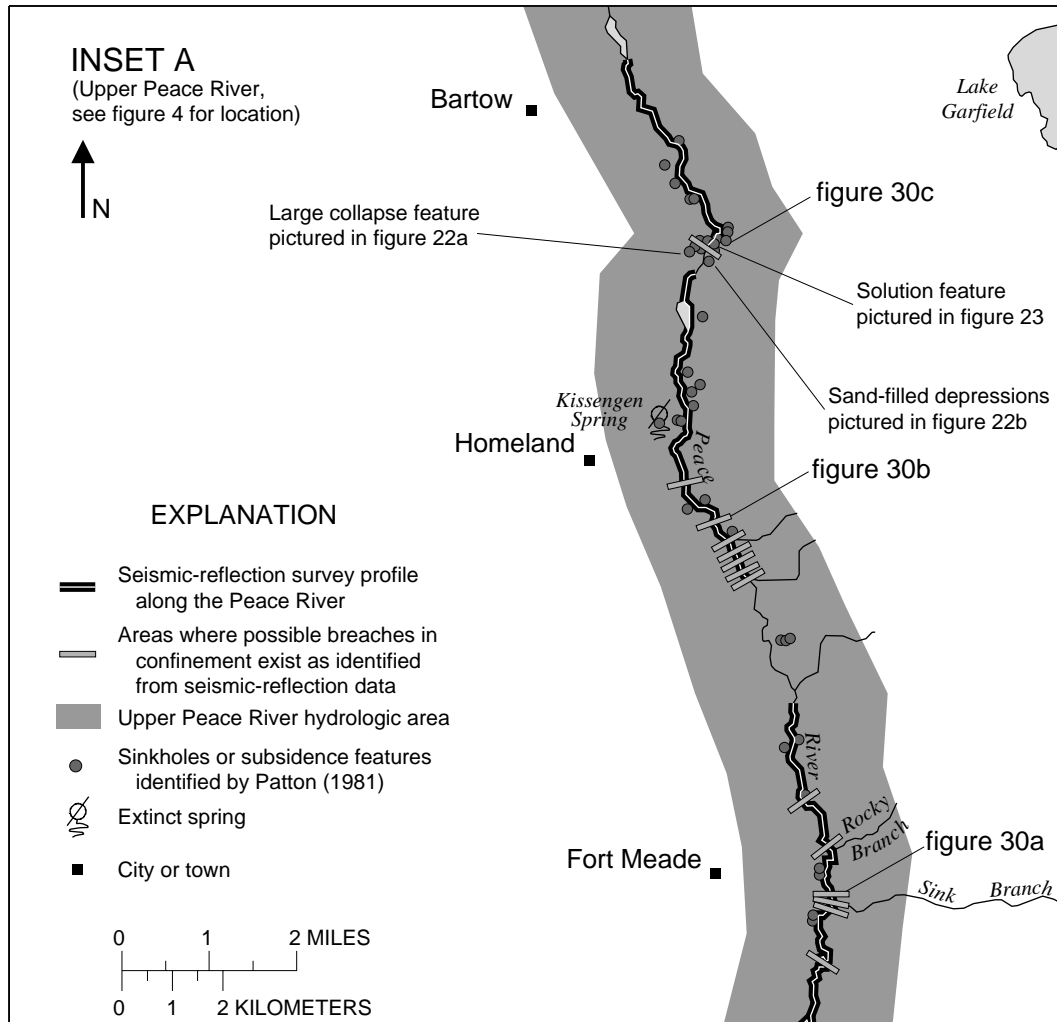 INSET A
(Upper Peace River,
see figure 4 for location)
N
Bartow
Lake
Garfield
figure 30c
Large collapse feature
pictured in figure 22a
Solution feature
pictured in figure 23
Sand-filled depressions
pictured in figure 22b
Kissengen
Spring
Homeland
Peace
figure 30b
River
Rocky
Branch
figure 30a
Fort Meade
Sink Branch
EXPLANATION
Seismic-reflection survey profile
along the Peace River
Areas where possible breaches in
confinement exist as identified
from seismic-reflection data
Upper Peace River hydrologic area
Sinkholes or subsidence features
identified by Patton (1981)
Extinct spring
City or town
0 1 2 MILES
0 1 2 KILOMETERS